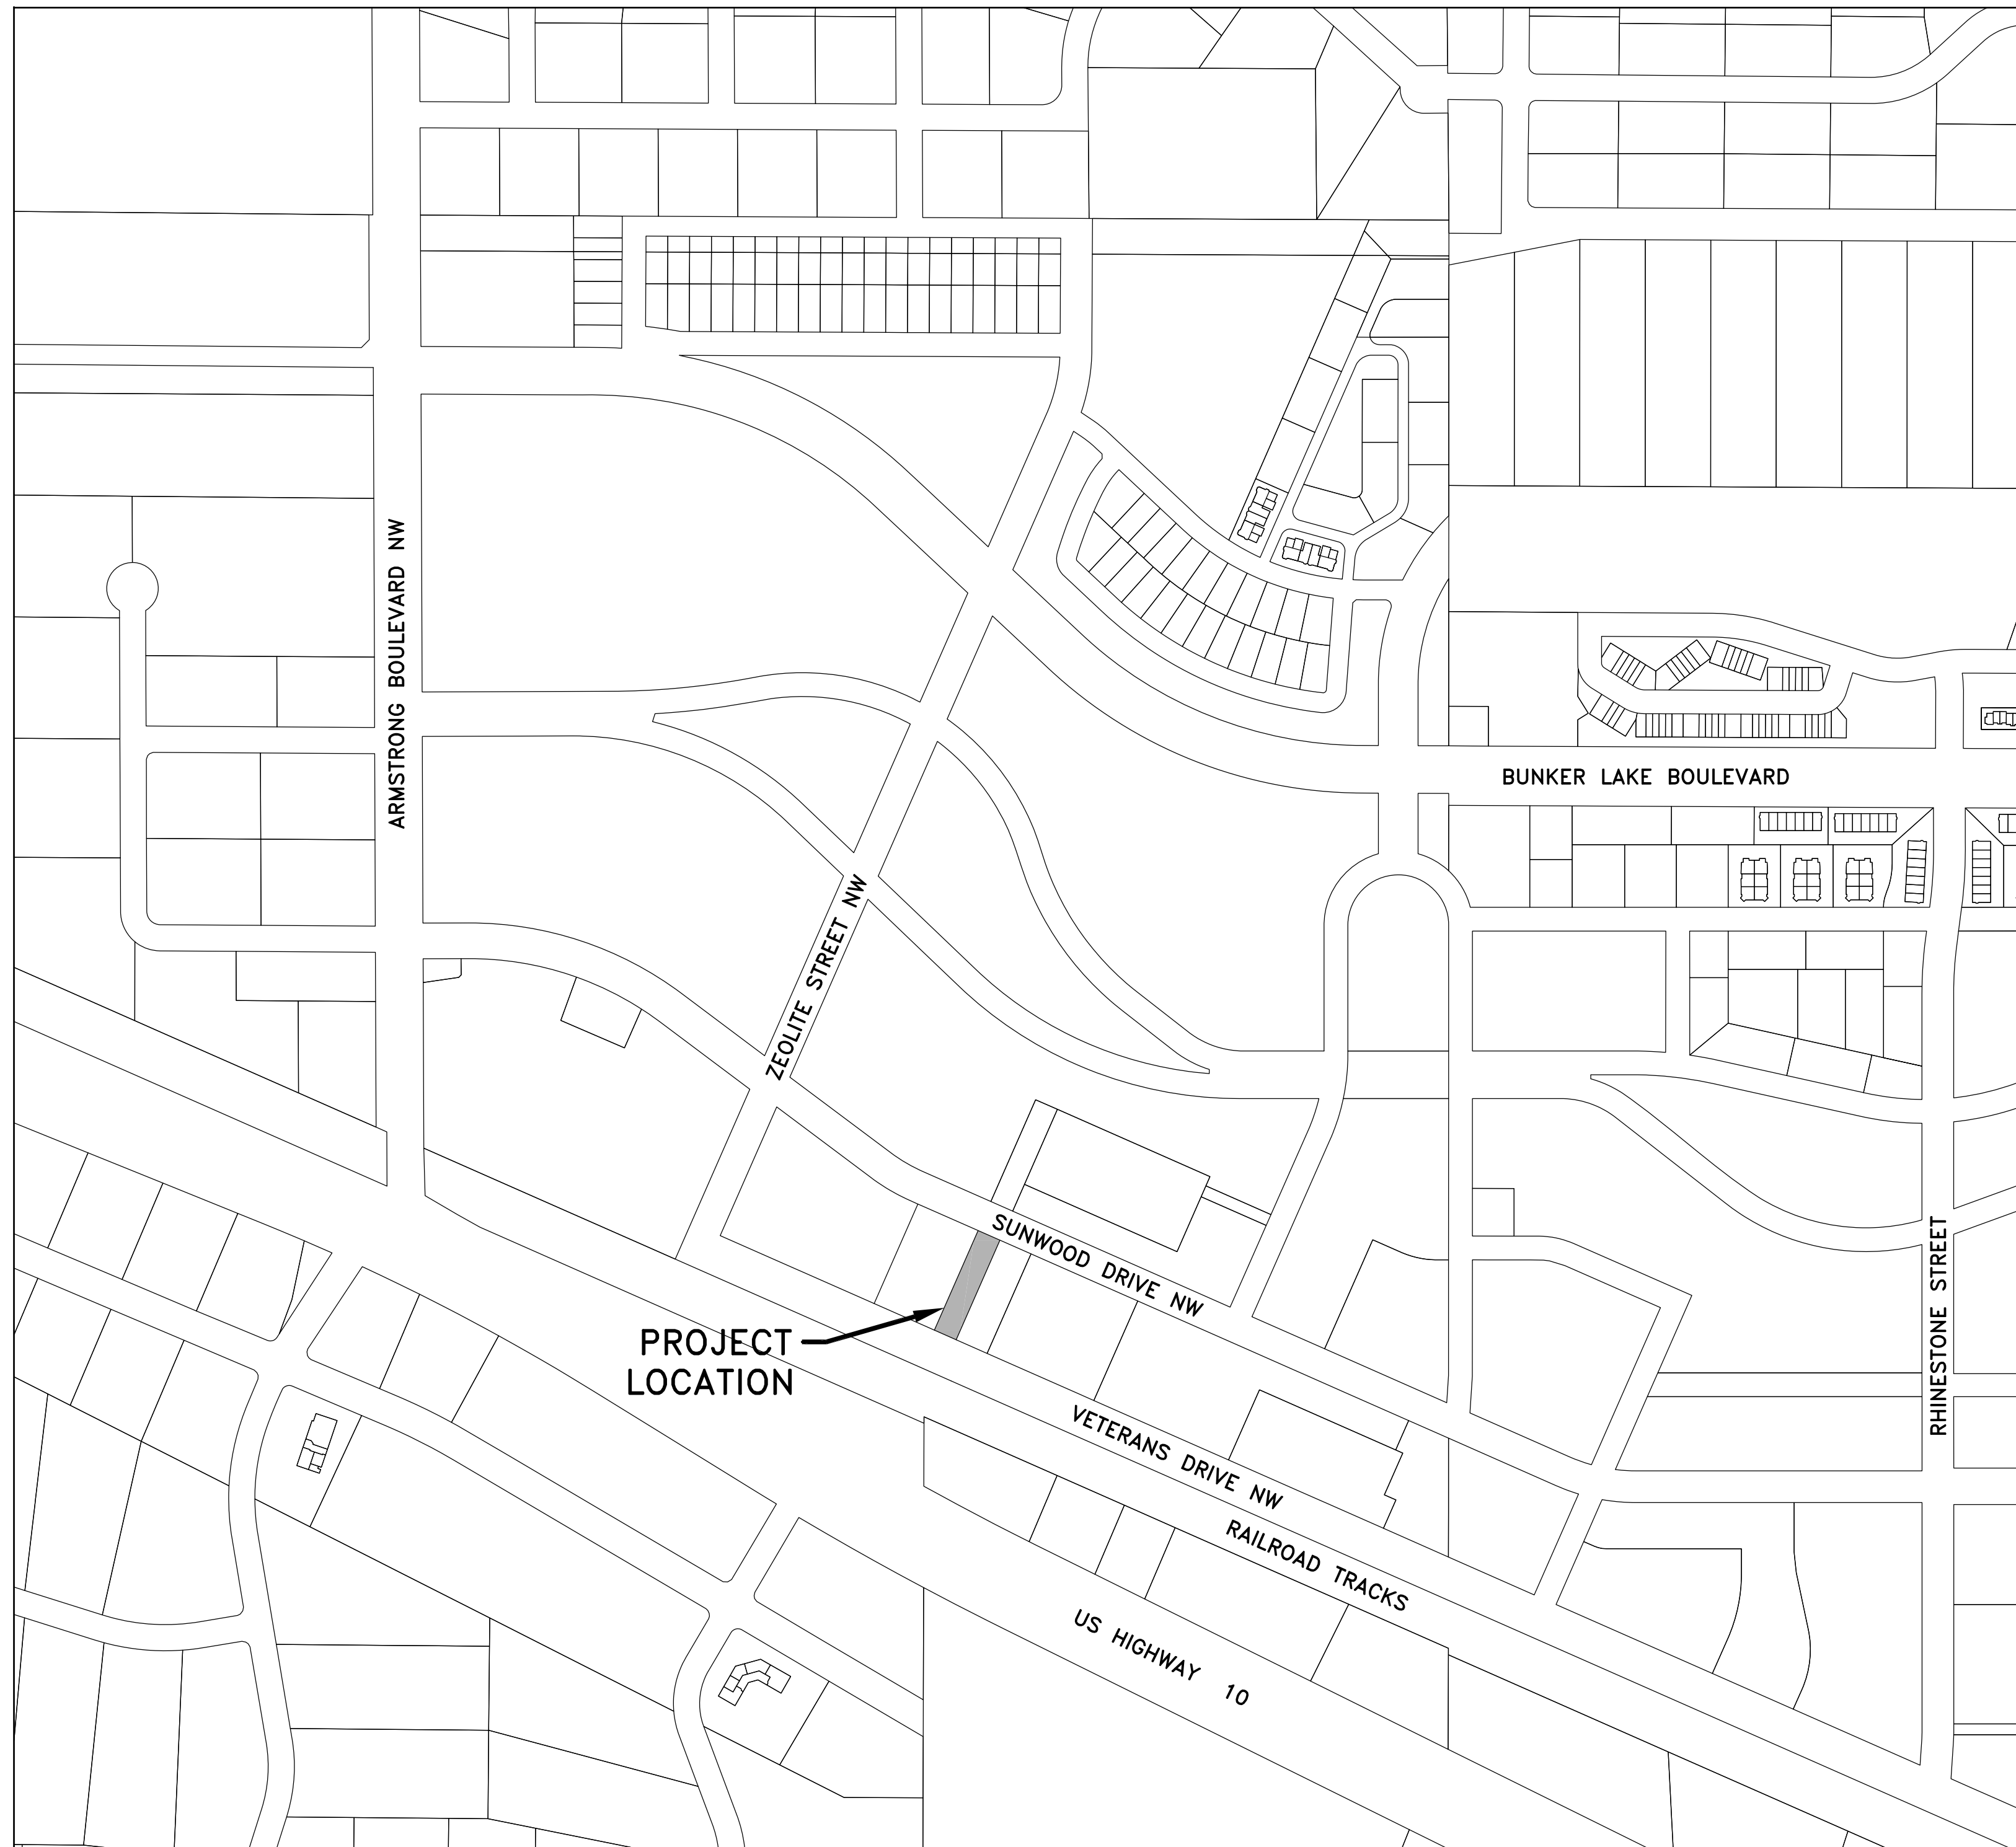 ARMSTRONG BOULEVARD NW
BUNKER LAKE BOULEVARD
ZEOLITE STREET NW
SUNWOOD DRIVE NW
RHINESTONE STREET
PROJECT
LOCATION
VETERANS DRIVE NW
RAILROAD TRACKS
US HIGHWAY 10